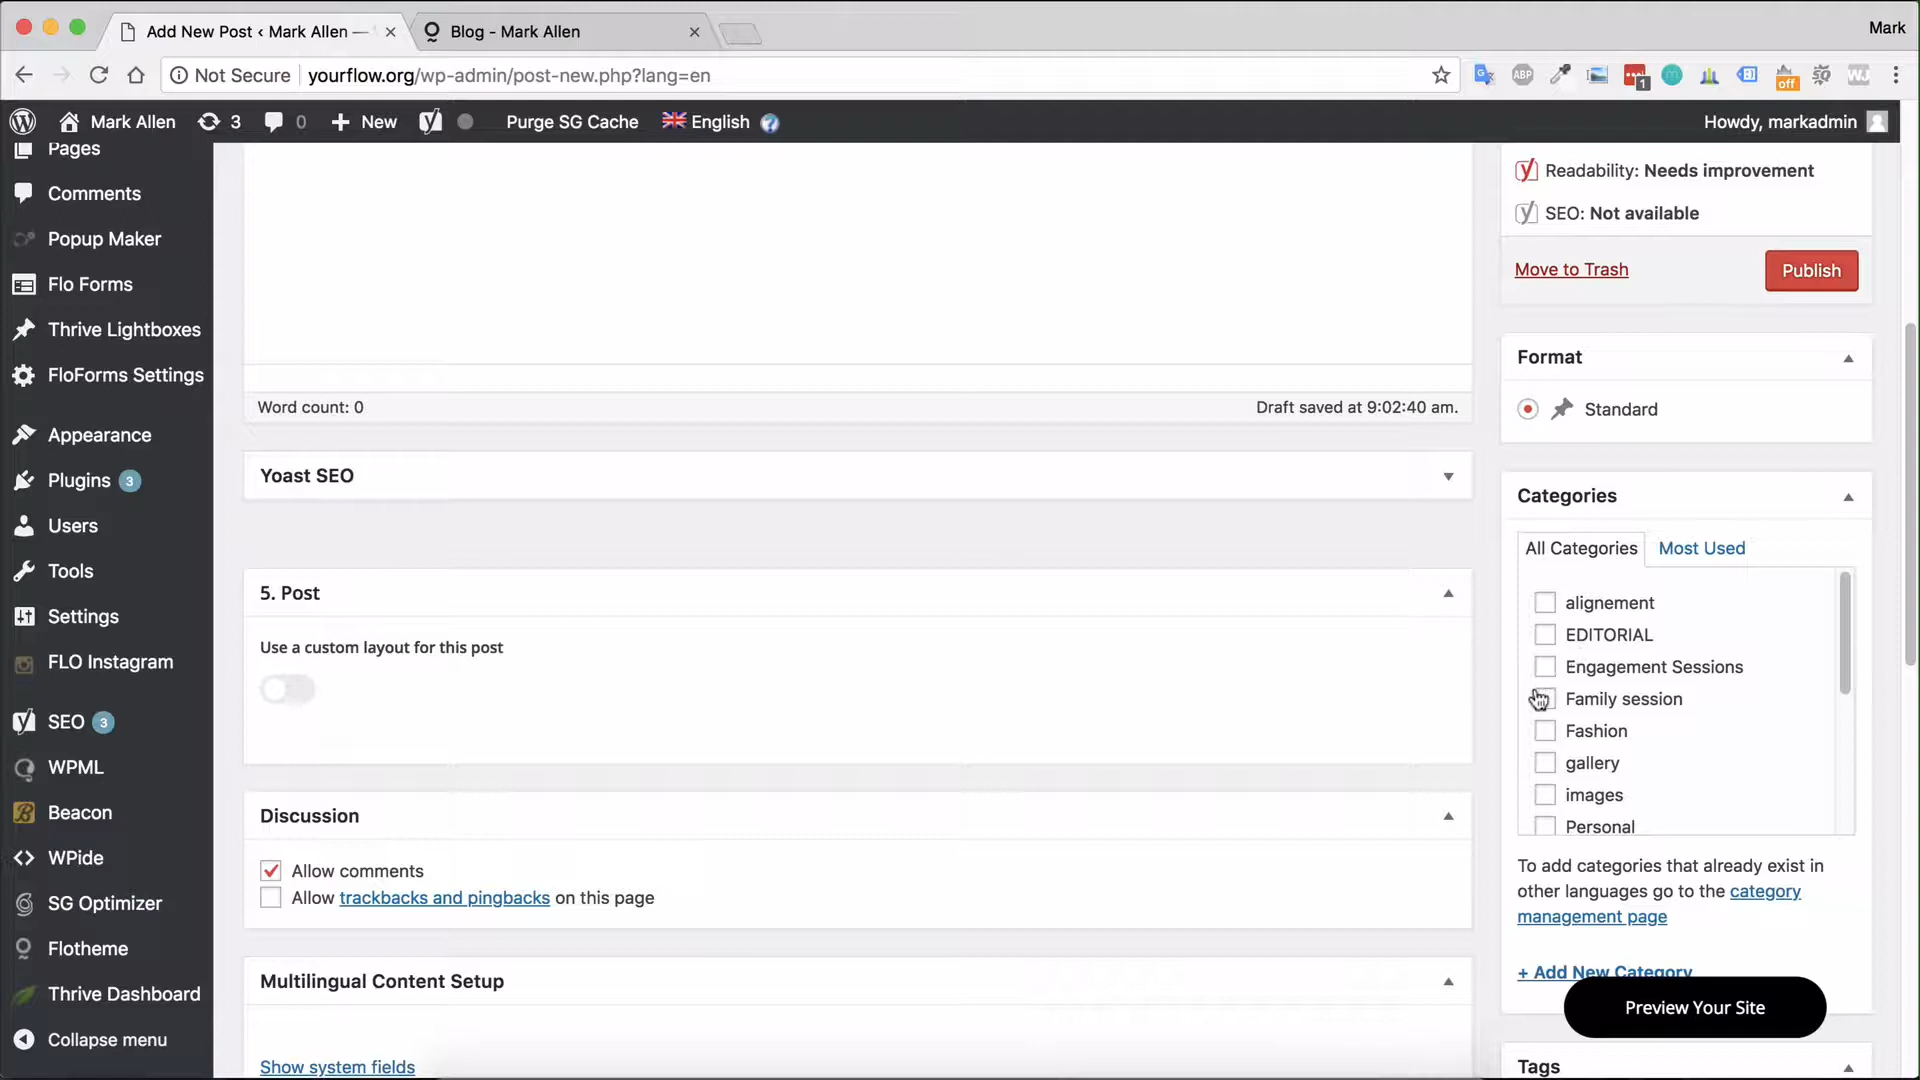 Add New Post ‹ Mark Allen —
Blog - Mark Allen
Mark
Not Secure
yourflow.org/wp-admin/post-new.php?lang=en
ABP
1
off
Mark Allen
3
0
New
Purge SG Cache
English
Howdy, markadmin
Pages
Comments
Popup Maker
Flo Forms
Thrive Lightboxes
FloForms Settings
Appearance
Plugins 3
Users
Tools
Settings
FLO Instagram
SEO 3
WPML
Beacon
WPide
SG Optimizer
Flotheme
Thrive Dashboard
Collapse menu
Word count: 0
Draft saved at 9:02:40 am.
Yoast SEO
5. Post
Use a custom layout for this post
Discussion
Allow comments
Allow trackbacks and pingbacks on this page
Multilingual Content Setup
Show system fields
Readability: Needs improvement
SEO: Not available
Move to Trash
Publish
Format
Standard
Categories
All Categories
Most Used
alignement
EDITORIAL
Engagement Sessions
Family session
Fashion
gallery
images
Personal
To add categories that already exist in
other languages go to the category
management page
+ Add New Category
Preview Your Site
Tags